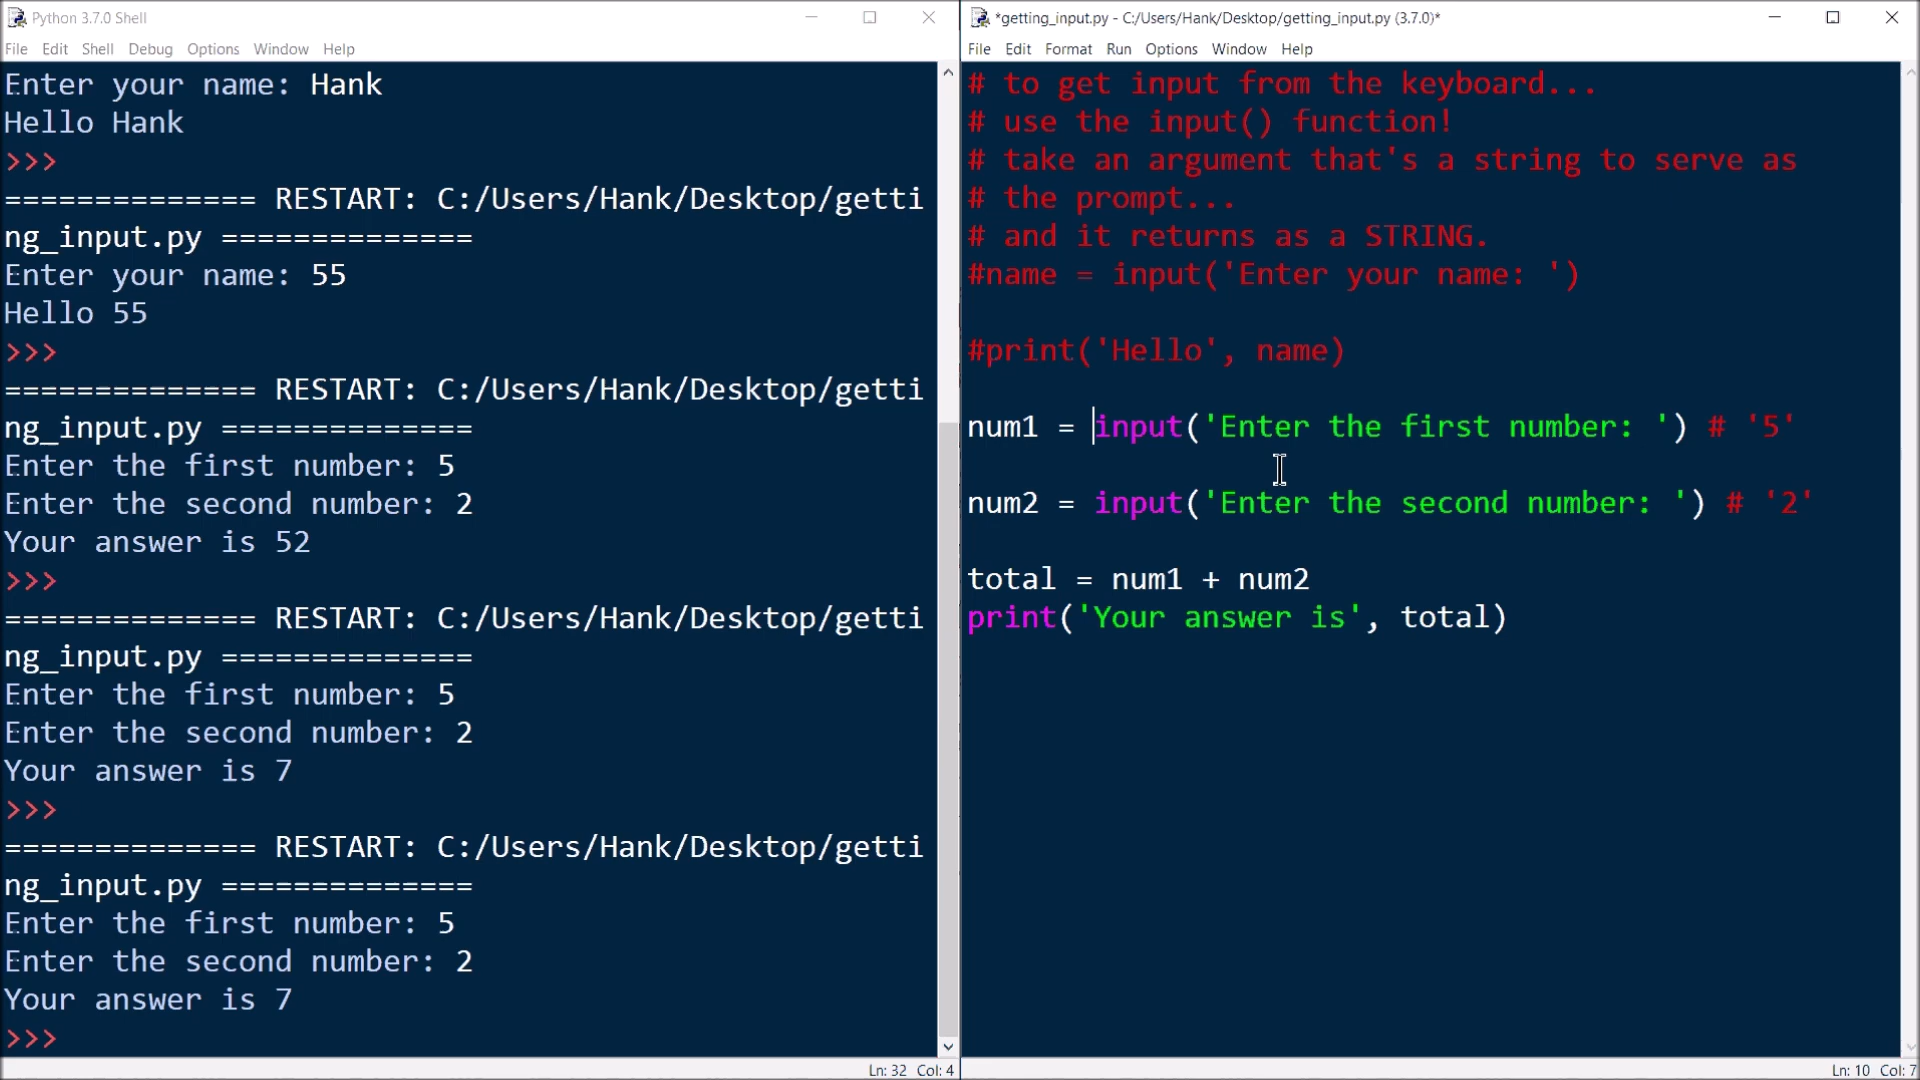 Python 3.7.0 Shell
File Edit Shell Debug Options Window Help
Enter your name: Hank
Hello Hank
>>>
============== RESTART: C:/Users/Hank/Desktop/getti
ng_input.py ==============
Enter your name: 55
Hello 55
>>>
============== RESTART: C:/Users/Hank/Desktop/getti
ng_input.py ==============
Enter the first number: 5
Enter the second number: 2
Your answer is 52
>>>
============== RESTART: C:/Users/Hank/Desktop/getti
ng_input.py ==============
Enter the first number: 5
Enter the second number: 2
Your answer is 7
>>>
============== RESTART: C:/Users/Hank/Desktop/getti
ng_input.py ==============
Enter the first number: 5
Enter the second number: 2
Your answer is 7
>>>
Ln: 32 Col: 4
*getting_input.py - C:/Users/Hank/Desktop/getting_input.py (3.7.0)*
File Edit Format Run Options Window Help
# to get input from the keyboard...
# use the input() function!
# take an argument that's a string to serve as
# the prompt...
# and it returns as a STRING.
#name = input('Enter your name: ')
#print('Hello', name)
num1 = input('Enter the first number: ') # '5'
num2 = input('Enter the second number: ') # '2'
total = num1 + num2
print('Your answer is', total)
Ln: 10 Col: 7